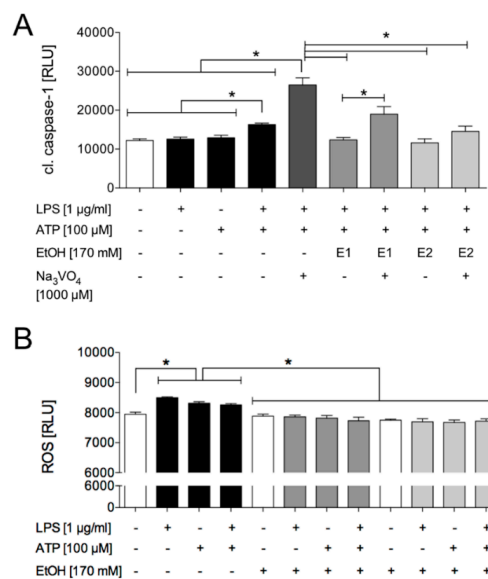 A
cl. caspase-1 [RLU]
40000
30000
20000
10000
0
* * * *
LPS [1 µg/ml] - + - + + + + + +
ATP [100 µM] - - + + + + + + +
EtOH [170 mM] - - - - - E1 E1 E2 E2
Na3VO4 - - - - + - + - +
[1000 µM]
B
ROS [RLU]
10000
9000
8000
7000
6000
6000
0
* *
LPS [1 µg/ml] - + - + - + - + - + - +
ATP [100 µM] - - + + - - + + - - + +
EtOH [170 mM] - - - - + + + + + + + +